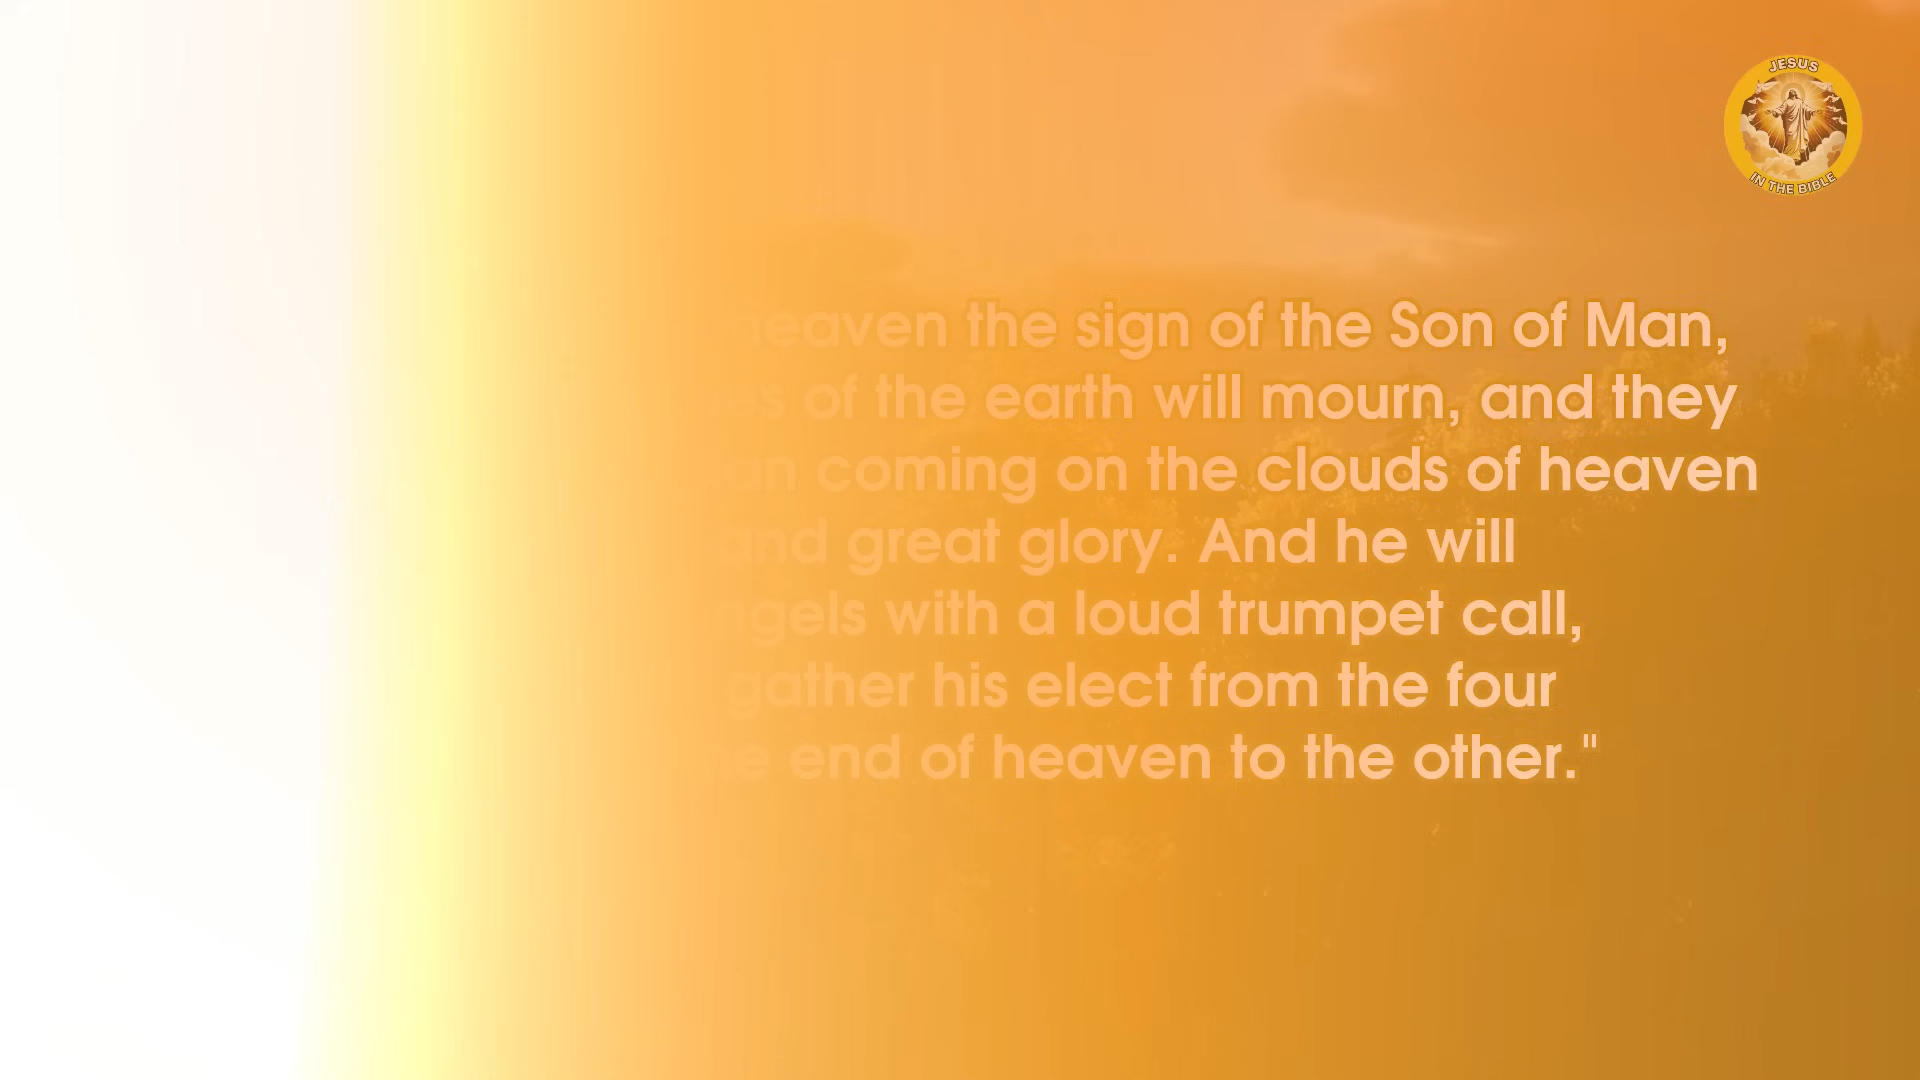 JESUS
IN THE BIBLE
heaven the sign of the Son of Man,
of the earth will mourn, and they
coming on the clouds of heaven
and great glory. And he will
with a loud trumpet call,
gather his elect from the four
end of heaven to the other."